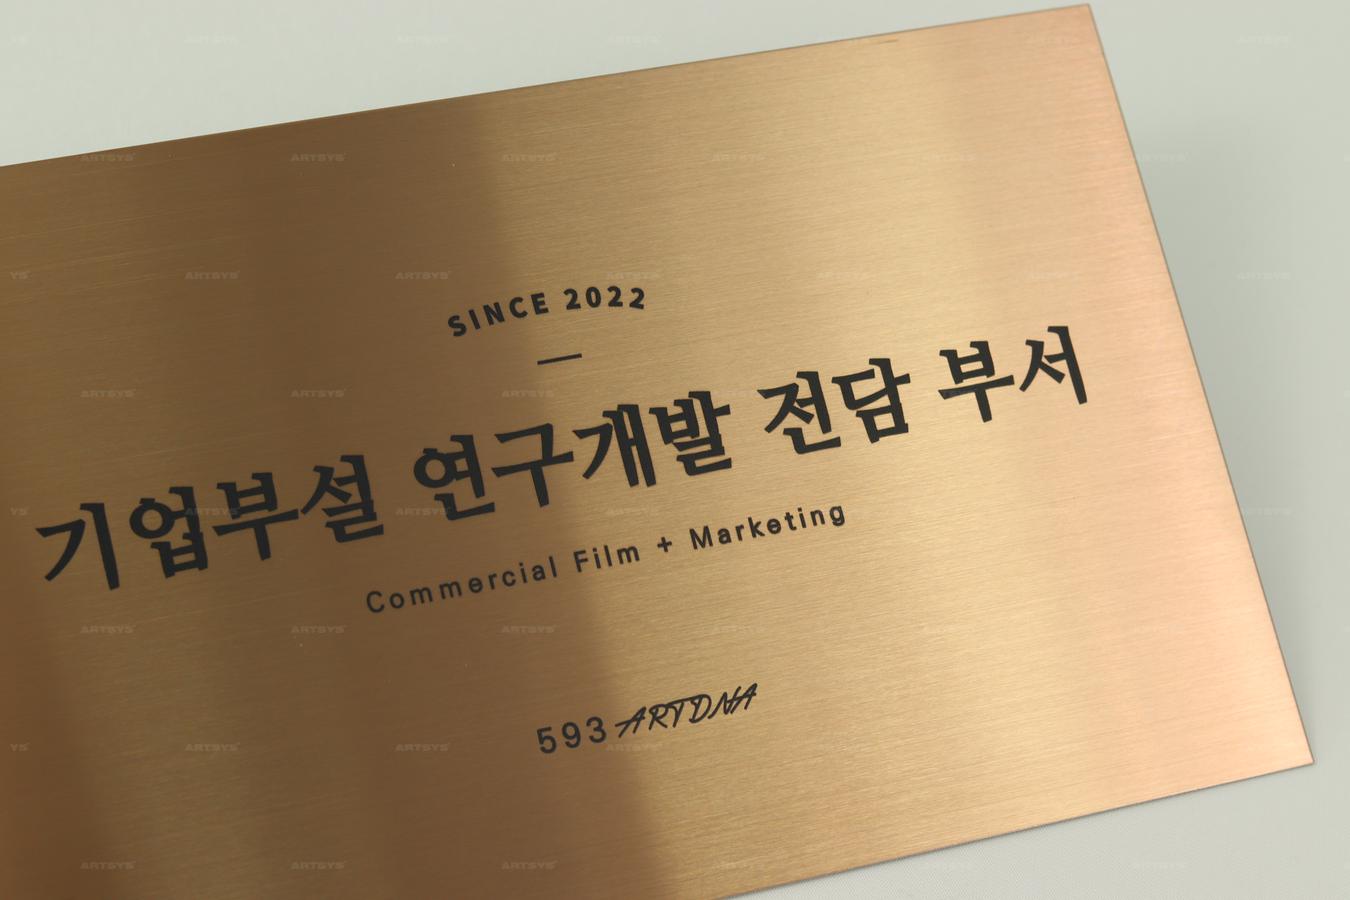 SINCE 2022
기업부설 연구개발 전담 부서
Commercial Film + Marketing
593 ARTDNA
ARTSYS